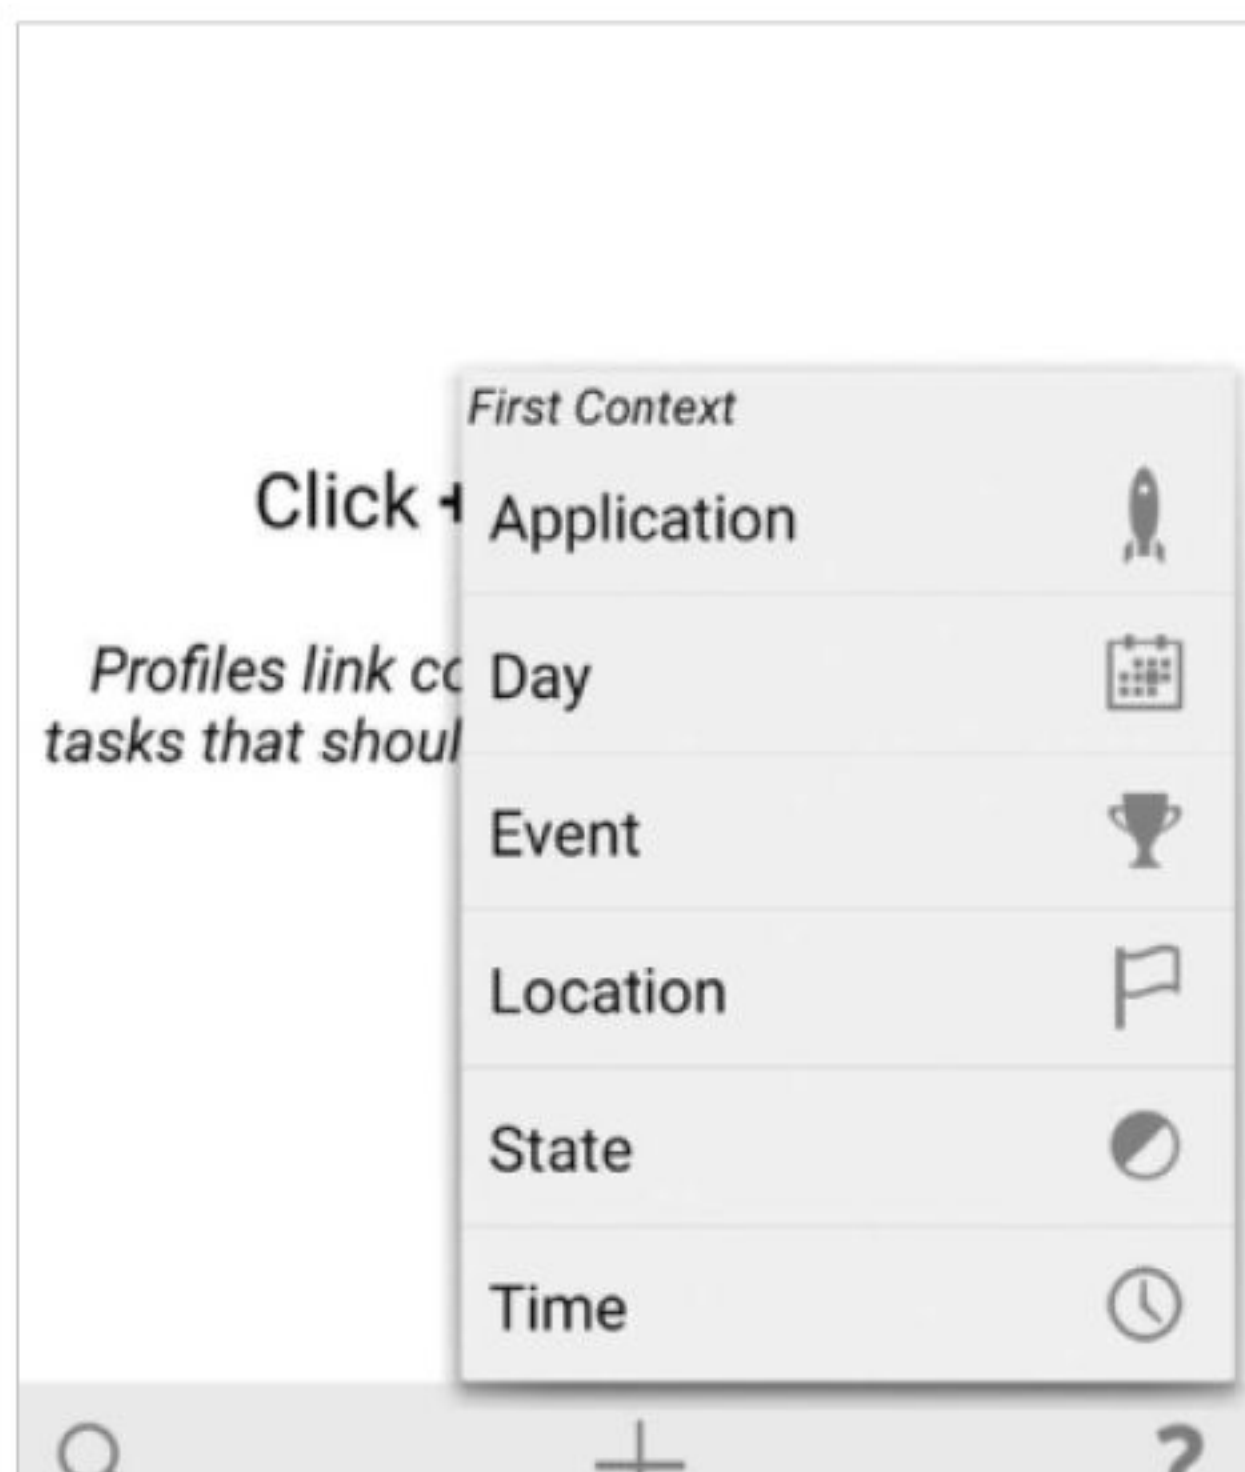 First Context
Click +
Application
Profiles link
Day
tasks that
Event
Location
State
Time
?